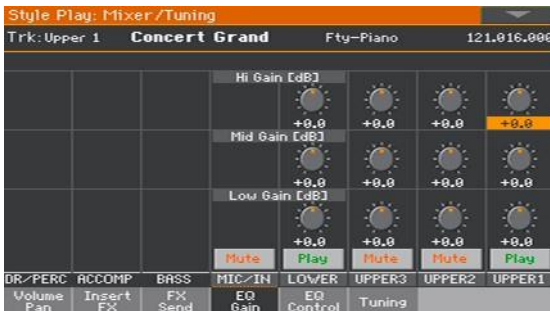 Style Play: Mixer/Tuning
Trk:Upper 1 Concert Grand Fty-Piano 121.016.000
Hi Gain [dB]
+0.0 +0.0 +0.0 +0.0
Mid Gain [dB]
+0.0 +0.0 +0.0 +0.0
Low Gain [dB]
+0.0 +0.0 +0.0 +0.0
Mute Play Mute Mute Play
DR/PERC ACCOMP BASS MIC/IN LOWER UPPER3 UPPER2 UPPER1
Volume Insert FX EQ EQ Tuning
Pan FX Send Gain Control